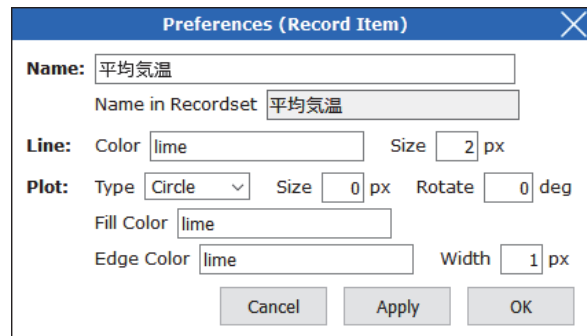 Preferences (Record Item)
Name: 平均気温
Name in Recordset 平均気温
Line: Color lime Size 2 px
Plot: Type Circle Size 0 px Rotate 0 deg
Fill Color lime
Edge Color lime Width 1 px
Cancel Apply OK